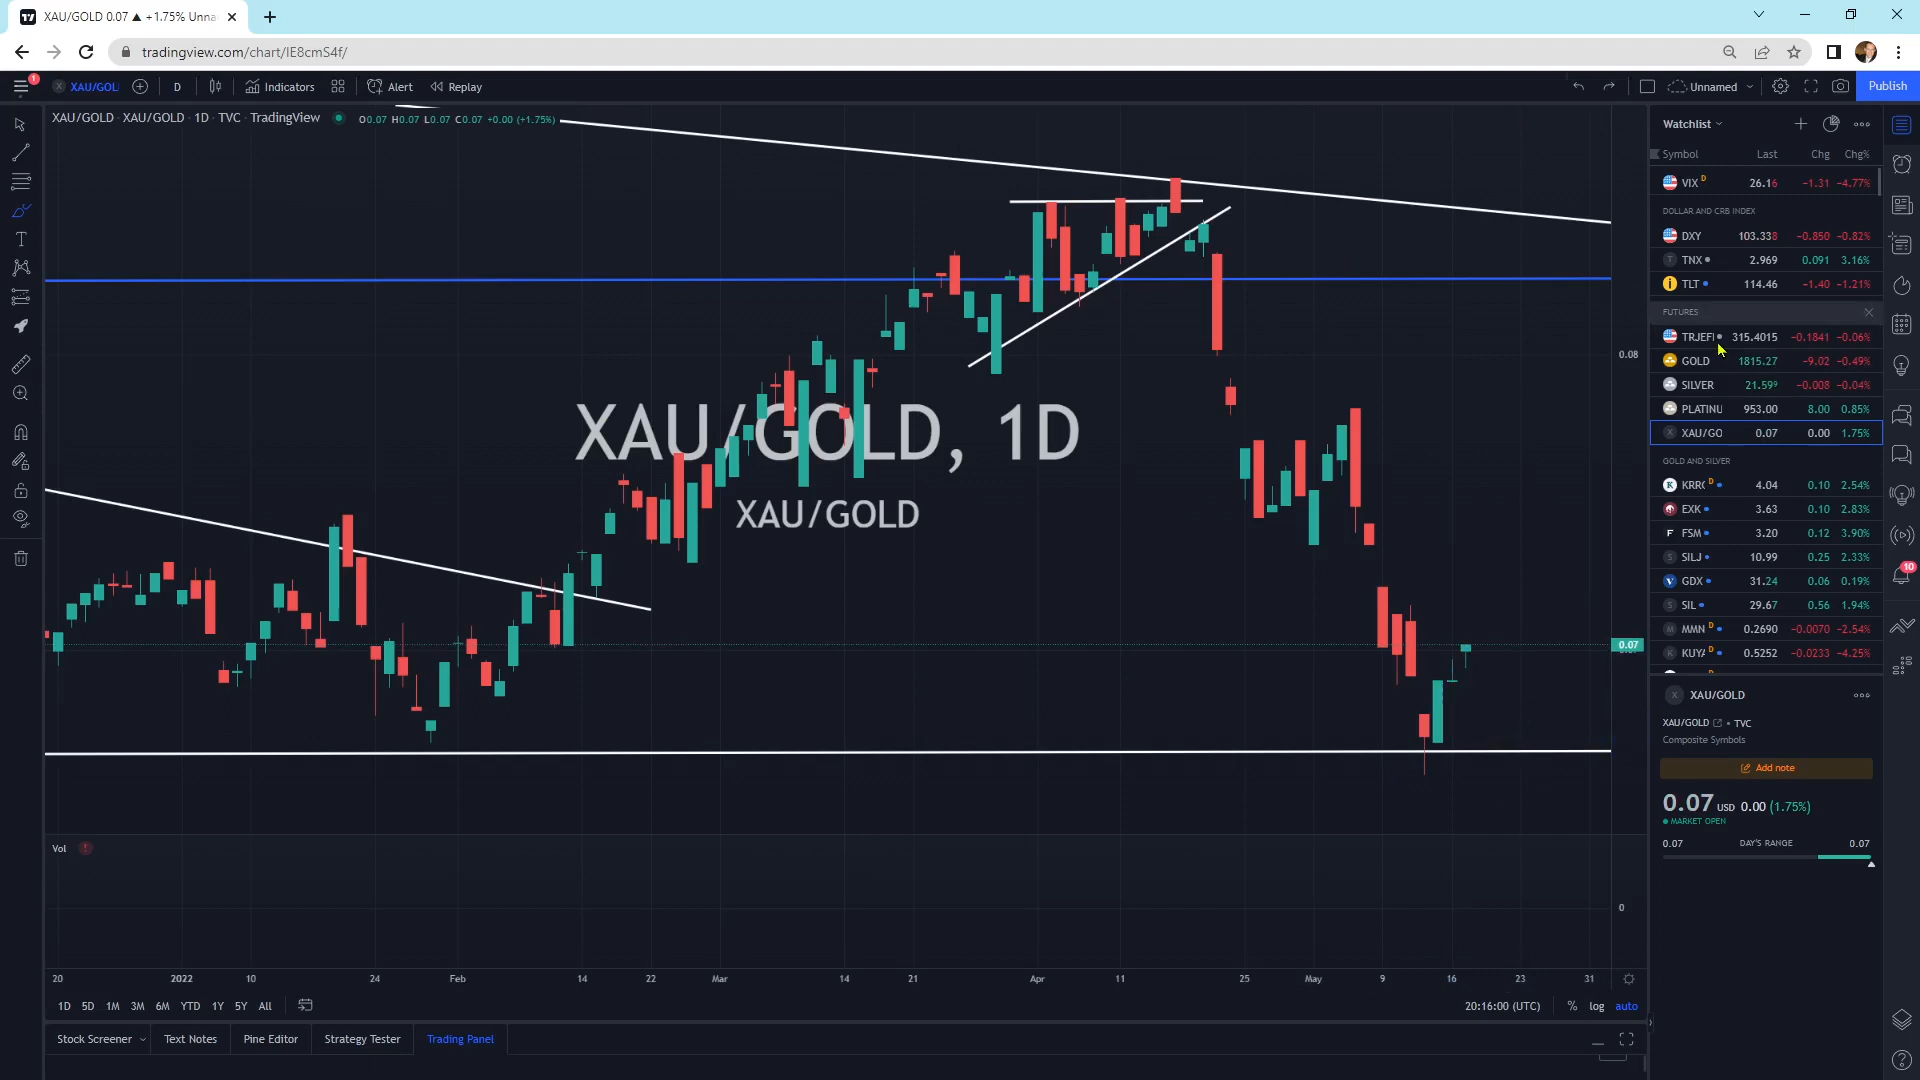 XAU/GOLD 0.07 ▲ +1.75% Unna
tradingview.com/chart/IE8cmS4f/
1
XAU/GOL
D
Indicators
Alert
Replay
Unnamed
Publish
XAU/GOLD · XAU/GOLD · 1D · TVC · TradingView
O0.07 H0.07 L0.07 C0.07 +0.00 (+1.75%)
XAU/GOLD, 1D
XAU/GOLD
0.08
0.07
Vol
0
20 2022 10 24 Feb 14 22 Mar 14 21 Apr 11 25 May 9 16 23 31
1D 5D 1M 3M 6M YTD 1Y 5Y All
20:16:00 (UTC) % log auto
Stock Screener Text Notes Pine Editor Strategy Tester Trading Panel
Watchlist
Symbol Last Chg Chg%
VIX D 26.16 -1.31 -4.77%
DOLLAR AND CRB INDEX
DXY 103.338 -0.850 -0.82%
TNX 2.969 0.091 3.16%
TLT 114.46 -1.40 -1.21%
FUTURES
TRJEFI 315.4015 -0.1841 -0.06%
GOLD 1815.27 -9.02 -0.49%
SILVER 21.599 -0.008 -0.04%
PLATINU 953.00 8.00 0.85%
XAU/GO 0.07 0.00 1.75%
GOLD AND SILVER
KRR D 4.04 0.10 2.54%
EXK 3.63 0.10 2.83%
FSM 3.20 0.12 3.90%
SILJ 10.99 0.25 2.33%
GDX 31.24 0.06 0.19%
SIL 29.67 0.56 1.94%
MMN D 0.2690 -0.0070 -2.54%
KUYA D 0.5252 -0.0233 -4.25%
XAU/GOLD
XAU/GOLD • TVC
Composite Symbols
Add note
0.07 USD 0.00 (1.75%)
MARKET OPEN
0.07 DAY'S RANGE 0.07
10